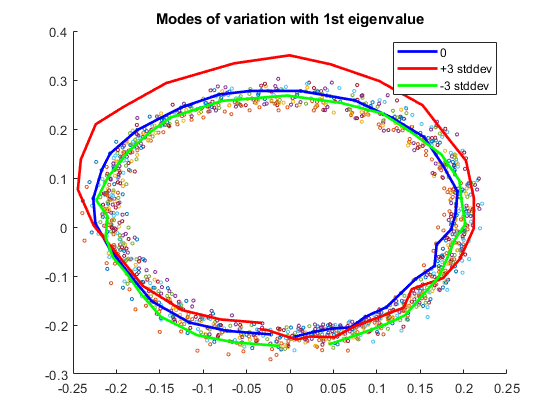 Modes of variation with 1st eigenvalue
0.4
0.3
0.2
0.1
0
-0.1
-0.2
-0.3
0
+3 stddev
-3 stddev
-0.25 -0.2 -0.15 -0.1 -0.05 0 0.05 0.1 0.15 0.2 0.25